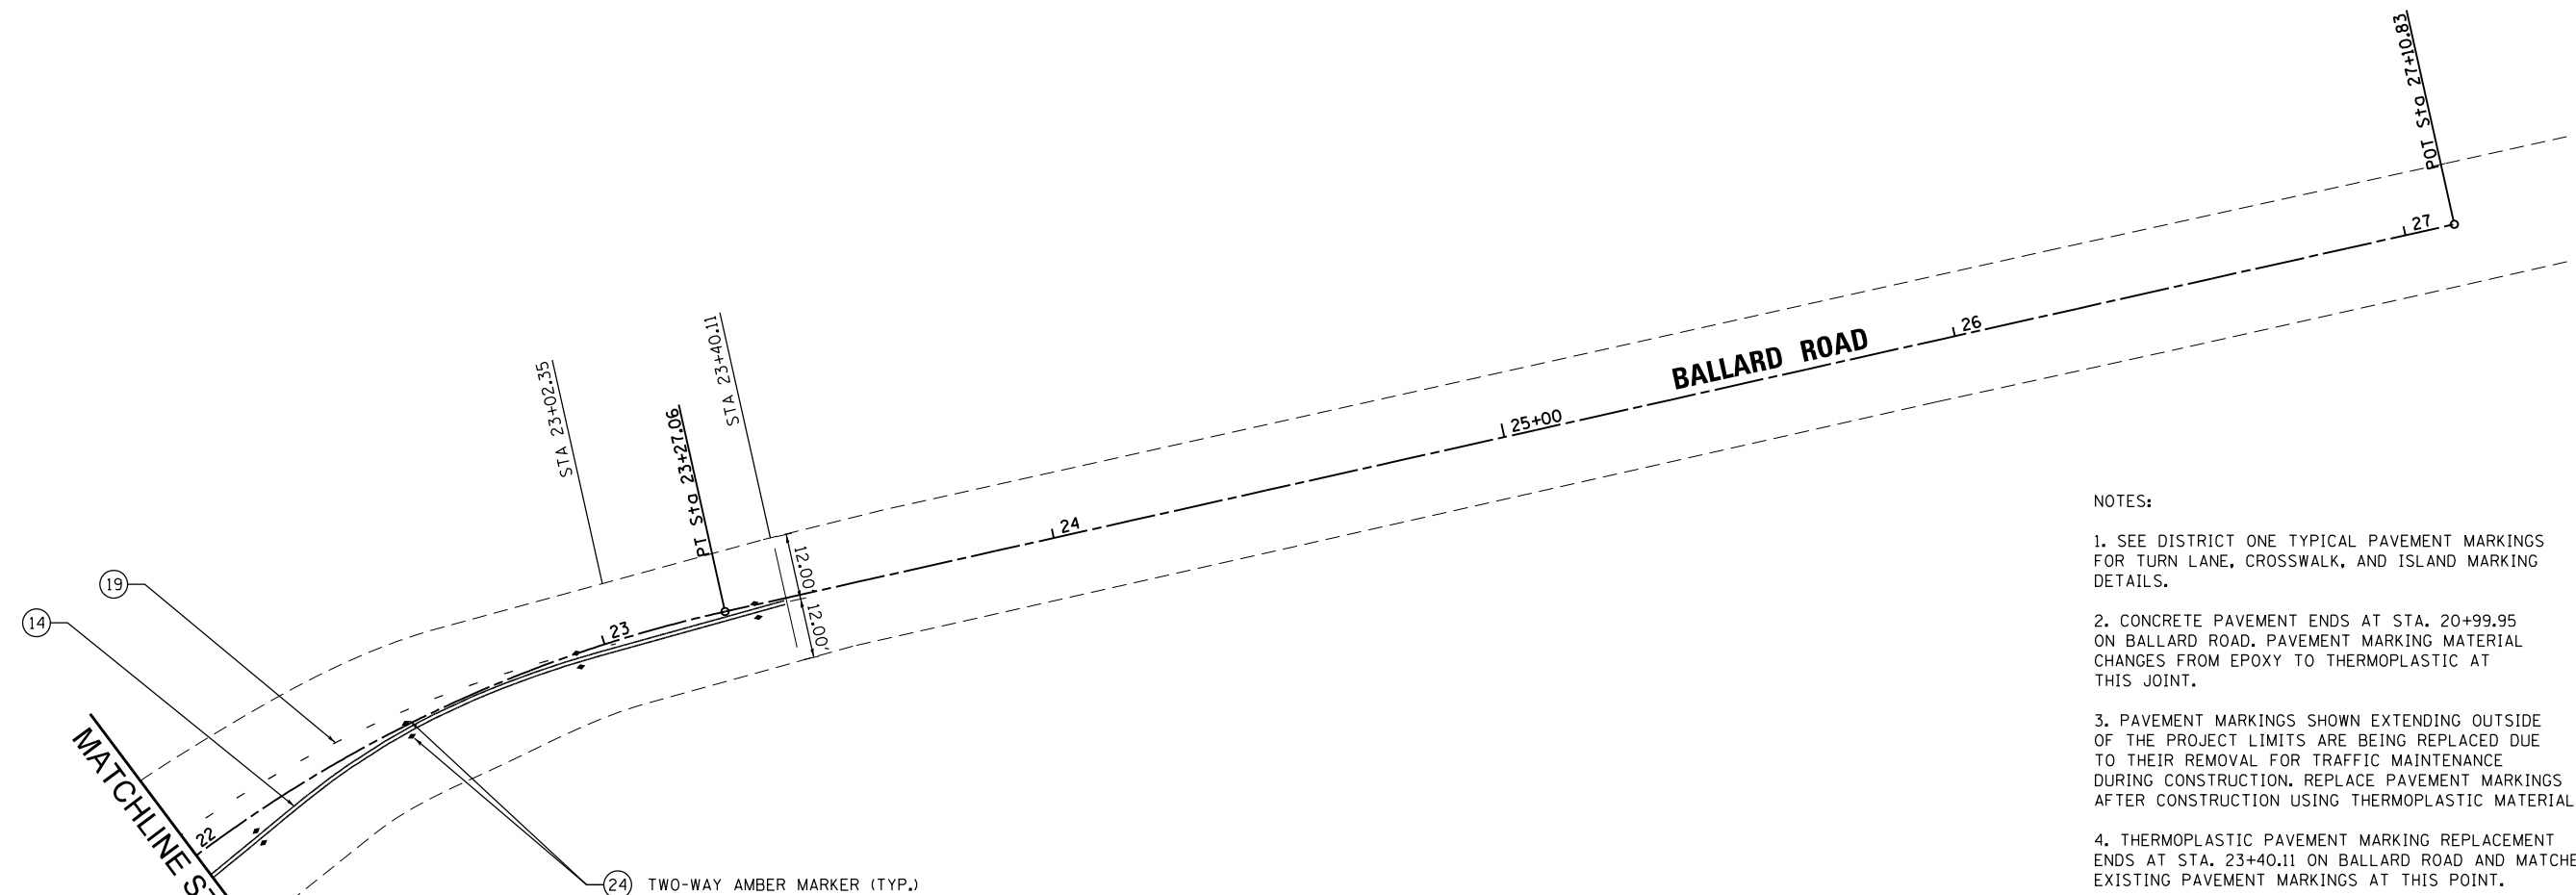 POT Sta 27+10.83
27
26
BALLARD ROAD
25+00
24
STA 23+40.11
STA 23+02.35
PT Sta 23+27.06
12.00'
12.00'
23
19
14
22
MATCHLINE
24 TWO-WAY AMBER MARKER (TYP.)
NOTES:
1. SEE DISTRICT ONE TYPICAL PAVEMENT MARKINGS
FOR TURN LANE, CROSSWALK, AND ISLAND MARKING
DETAILS.
2. CONCRETE PAVEMENT ENDS AT STA. 20+99.95
ON BALLARD ROAD. PAVEMENT MARKING MATERIAL
CHANGES FROM EPOXY TO THERMOPLASTIC AT
THIS JOINT.
3. PAVEMENT MARKINGS SHOWN EXTENDING OUTSIDE
OF THE PROJECT LIMITS ARE BEING REPLACED DUE
TO THEIR REMOVAL FOR TRAFFIC MAINTENANCE
DURING CONSTRUCTION. REPLACE PAVEMENT MARKINGS
AFTER CONSTRUCTION USING THERMOPLASTIC MATERIAL
4. THERMOPLASTIC PAVEMENT MARKING REPLACEMENT
ENDS AT STA. 23+40.11 ON BALLARD ROAD AND MATCHE
EXISTING PAVEMENT MARKINGS AT THIS POINT.